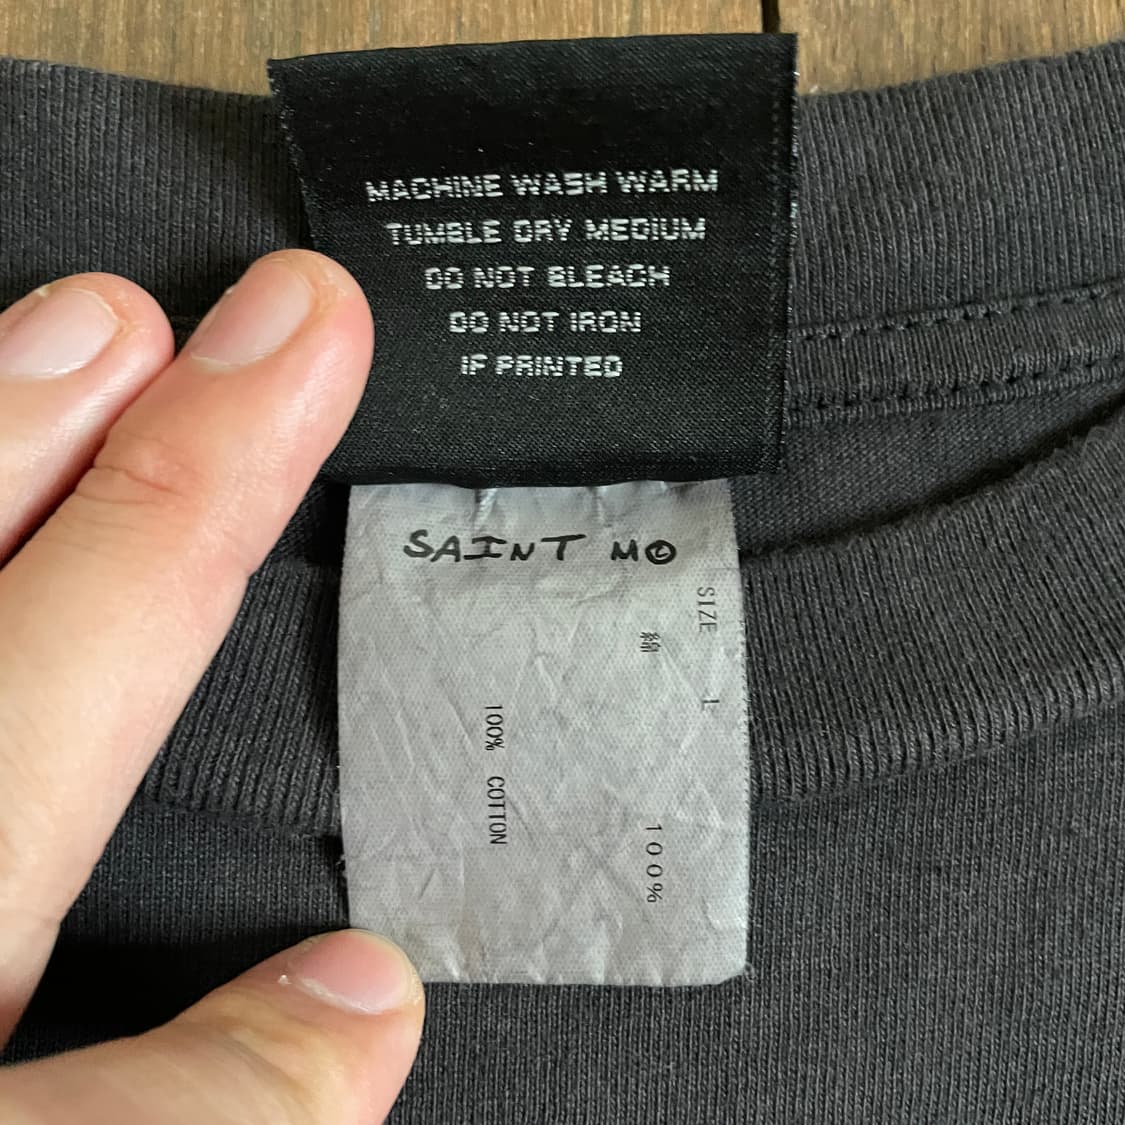 MACHINE WASH WARM
TUMBLE DRY MEDIUM
DO NOT BLEACH
DO NOT IRON
IF PRINTED
SAINT M©
SIZE L
綿 100%
100% COTTON